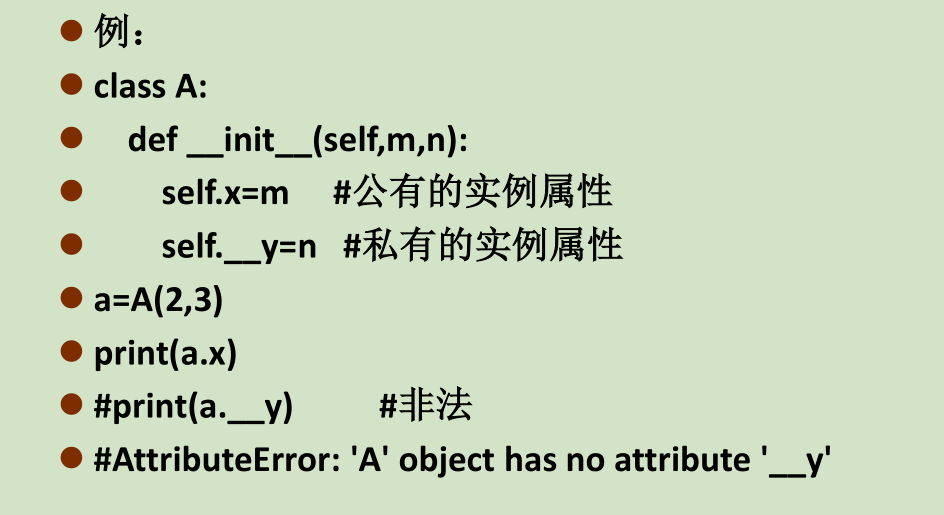 例：
class A:
def __init__(self,m,n):
self.x=m #公有的实例属性
self.__y=n #私有的实例属性
a=A(2,3)
print(a.x)
#print(a.__y) #非法
#AttributeError: 'A' object has no attribute '__y'